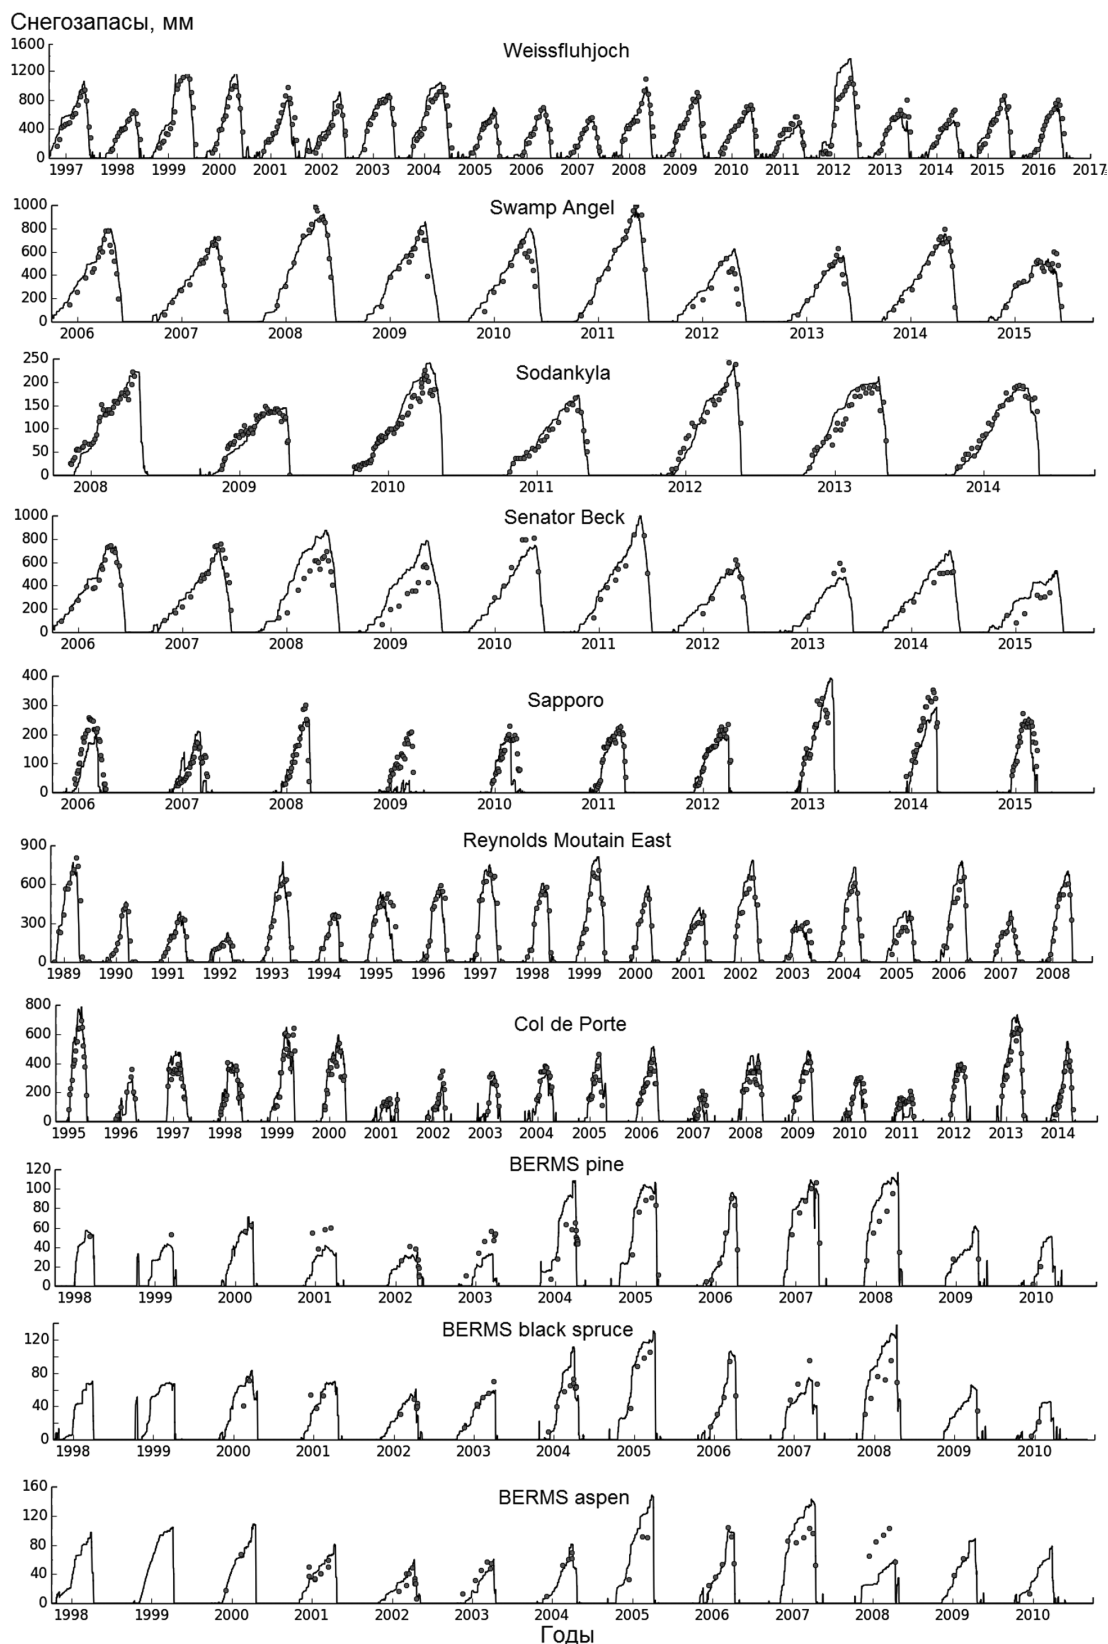 Снегозапасы, мм
Weissfluhjoch
1600
1200
800
400
0
1997 1998 1999 2000 2001 2002 2003 2004 2005 2006 2007 2008 2009 2010 2011 2012 2013 2014 2015 2016 2017
Swamp Angel
1000
800
600
400
200
0
2006 2007 2008 2009 2010 2011 2012 2013 2014 2015
Sodankyla
250
200
150
100
50
0
2008 2009 2010 2011 2012 2013 2014
Senator Beck
1000
800
600
400
200
0
2006 2007 2008 2009 2010 2011 2012 2013 2014 2015
Sapporo
400
300
200
100
0
2006 2007 2008 2009 2010 2011 2012 2013 2014 2015
Reynolds Moutain East
900
600
300
0
1989 1990 1991 1992 1993 1994 1995 1996 1997 1998 1999 2000 2001 2002 2003 2004 2005 2006 2007 2008
Col de Porte
800
600
400
200
0
1995 1996 1997 1998 1999 2000 2001 2002 2003 2004 2005 2006 2007 2008 2009 2010 2011 2012 2013 2014
BERMS pine
120
100
80
60
40
20
0
1998 1999 2000 2001 2002 2003 2004 2005 2006 2007 2008 2009 2010
BERMS black spruce
120
80
40
0
1998 1999 2000 2001 2002 2003 2004 2005 2006 2007 2008 2009 2010
BERMS aspen
160
120
80
40
0
1998 1999 2000 2001 2002 2003 2004 2005 2006 2007 2008 2009 2010
Годы